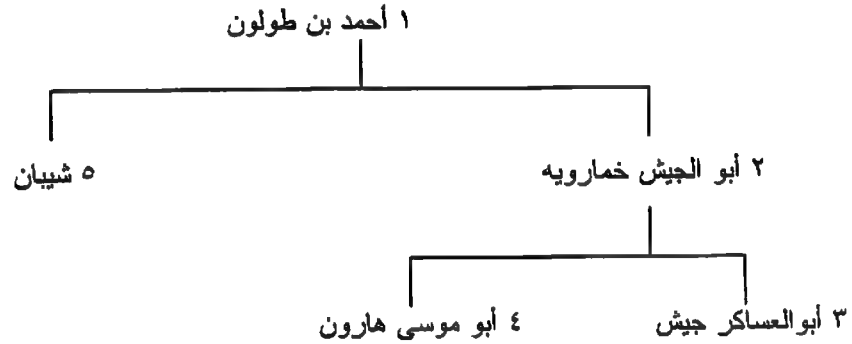 ١ أحمد بن طولون
٢ أبو الجيش خمارويه
٥ شيبان
٣ أبوالعساكر جيش
٤ أبو موسى هارون